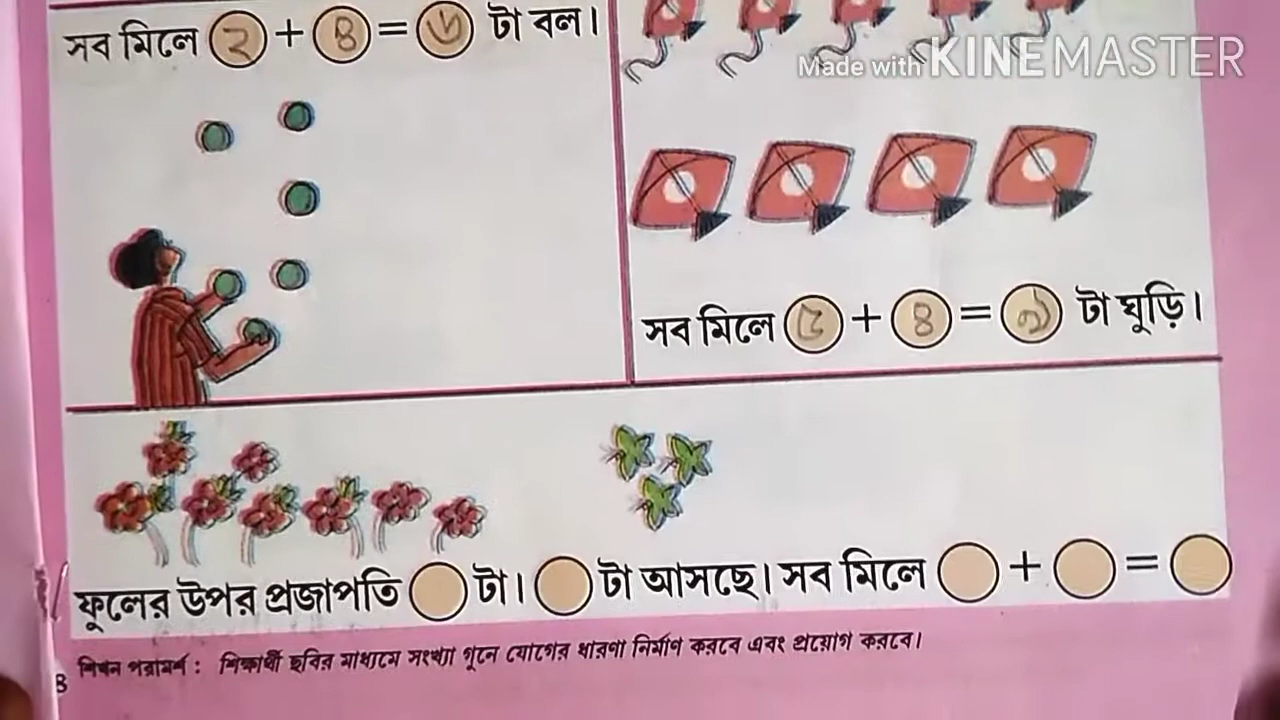 সব মিলে ২ + ৪ = ৬ টা বল।
Made with KINEMASTER
সব মিলে ৫ + ৪ = ৯ টা ঘুড়ি।
ফুলের উপর প্রজাপতি টা। টা আসছে। সব মিলে + =
শিখন পরামর্শ : শিক্ষার্থী ছবির মাধ্যমে সংখ্যা গুনে যোগের ধারণা নির্মাণ করবে এবং প্রয়োগ করবে।